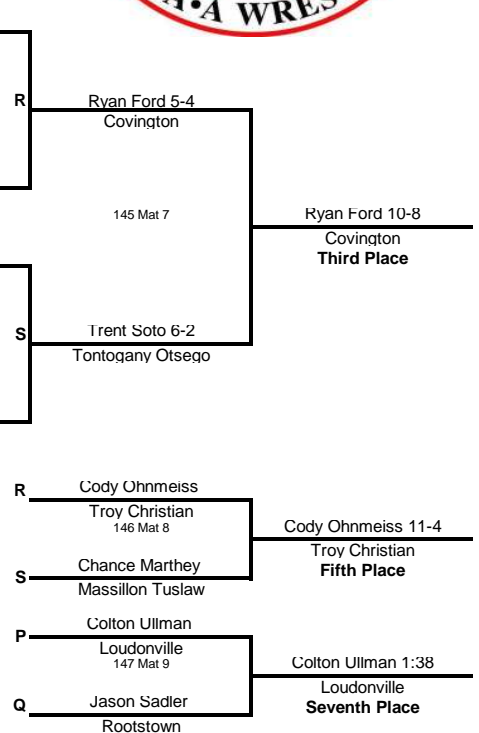 A•A WRES
R
Ryan Ford 5-4
Covington
145 Mat 7
Ryan Ford 10-8
Covington
Third Place
S
Trent Soto 6-2
Tontogany Otsego
R
Cody Ohnmeiss
Troy Christian
146 Mat 8
Cody Ohnmeiss 11-4
Troy Christian
Fifth Place
S
Chance Marthey
Massillon Tuslaw
P
Colton Ullman
Loudonville
147 Mat 9
Colton Ullman 1:38
Loudonville
Seventh Place
Q
Jason Sadler
Rootstown